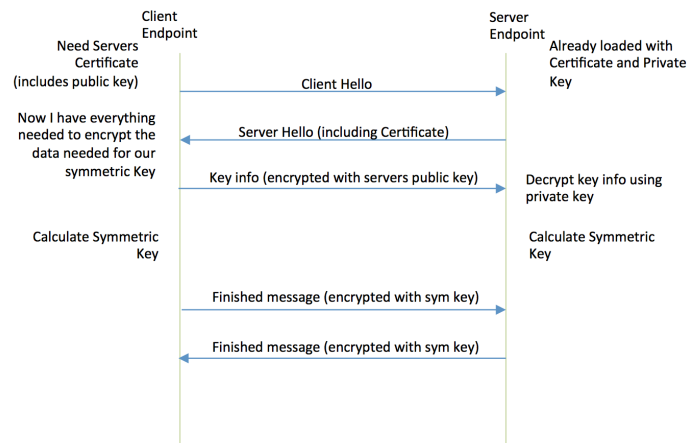 Client
Endpoint
Server
Endpoint
Need Servers
Certificate
(includes public key)
Already loaded with
Certificate and Private
Key
Client Hello
Now I have everything
needed to encrypt the
data needed for our
symmetric Key
Server Hello (including Certificate)
Key info (encrypted with servers public key)
Decrypt key info using
private key
Calculate Symmetric
Key
Calculate Symmetric
Key
Finished message (encrypted with sym key)
Finished message (encrypted with sym key)